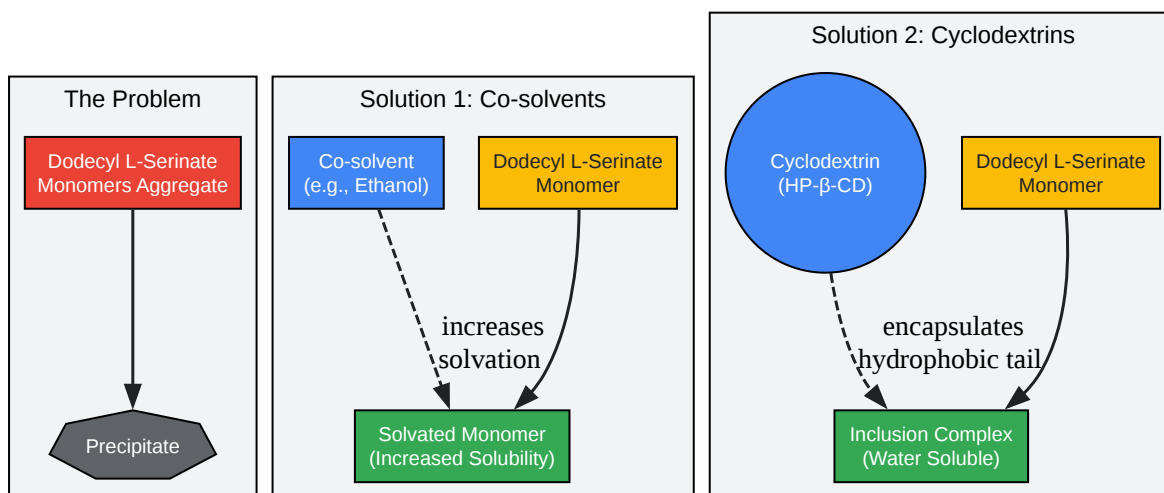 The Problem
Dodecyl L-Serinate
Monomers Aggregate
Precipitate
Solution 1: Co-solvents
Co-solvent
(e.g., Ethanol)
Dodecyl L-Serinate
Monomer
increases
solvation
Solvated Monomer
(Increased Solubility)
Solution 2: Cyclodextrins
Cyclodextrin
(HP-β-CD)
Dodecyl L-Serinate
Monomer
encapsulates
hydrophobic tail
Inclusion Complex
(Water Soluble)